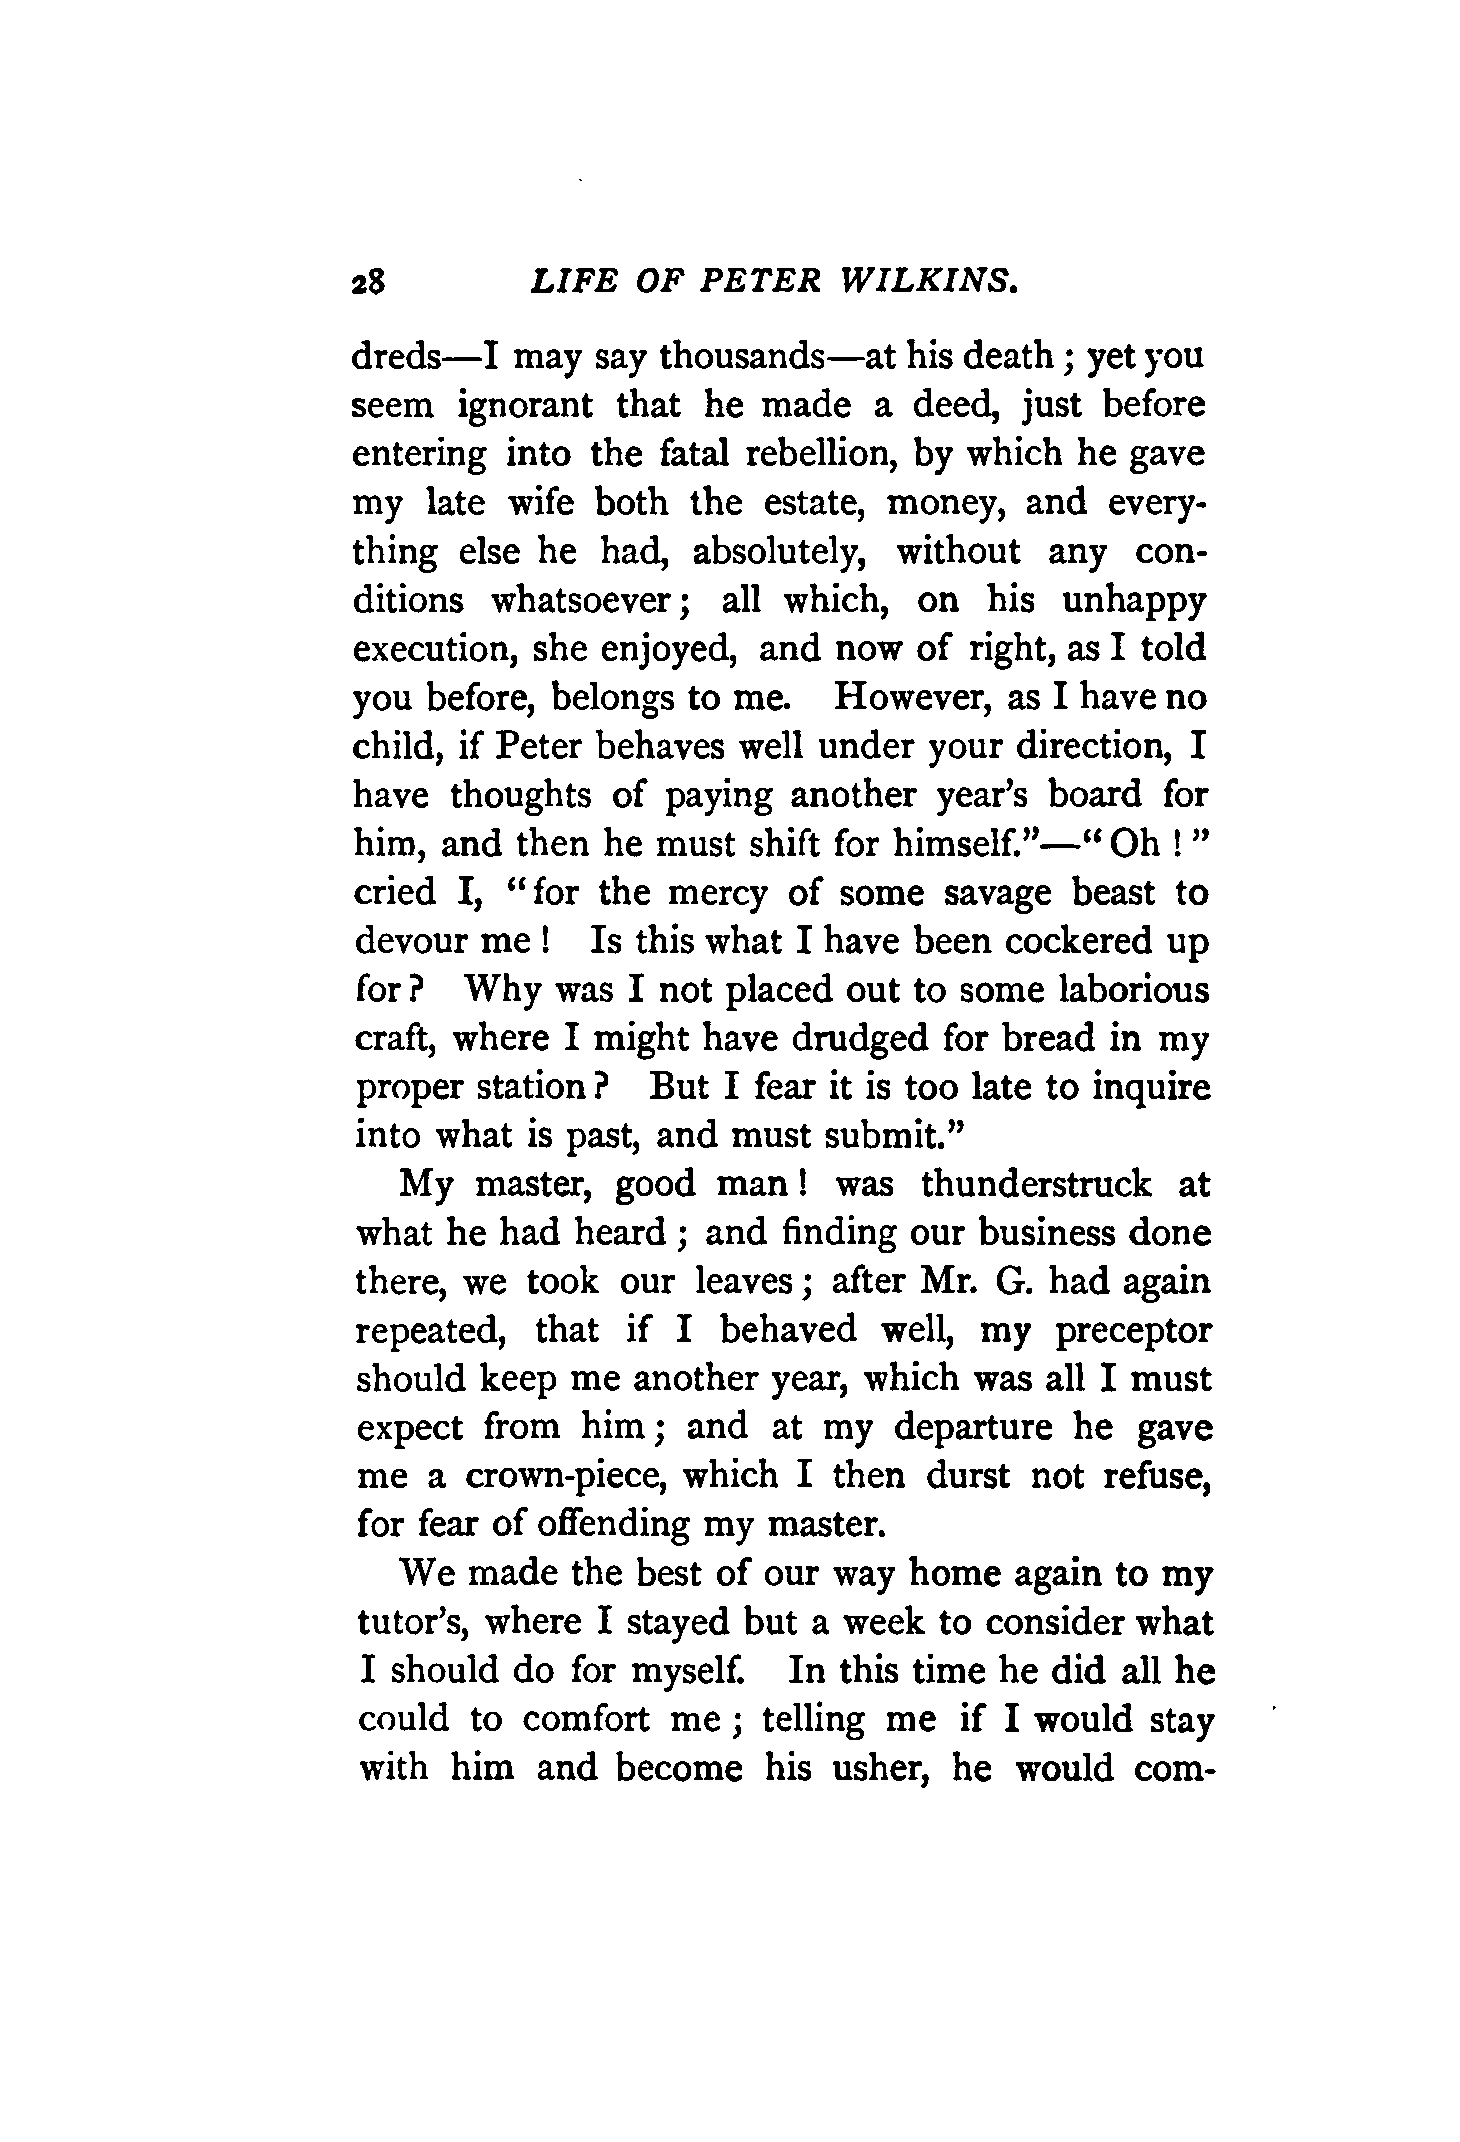 28 LIFE OF PETER WILKINS.
dreds—I may say thousands—at his death ; yet you
seem ignorant that he made a deed, just before
entering into the fatal rebellion, by which he gave
my late wife both the estate, money, and every-
thing else he had, absolutely, without any con-
ditions whatsoever ; all which, on his unhappy
execution, she enjoyed, and now of right, as I told
you before, belongs to me. However, as I have no
child, if Peter behaves well under your direction, I
have thoughts of paying another year's board for
him, and then he must shift for himself."—"Oh ! "
cried I, "for the mercy of some savage beast to
devour me ! Is this what I have been cockered up
for ? Why was I not placed out to some laborious
craft, where I might have drudged for bread in my
proper station ? But I fear it is too late to inquire
into what is past, and must submit."
My master, good man ! was thunderstruck at
what he had heard ; and finding our business done
there, we took our leaves ; after Mr. G. had again
repeated, that if I behaved well, my preceptor
should keep me another year, which was all I must
expect from him ; and at my departure he gave
me a crown-piece, which I then durst not refuse,
for fear of offending my master.
We made the best of our way home again to my
tutor's, where I stayed but a week to consider what
I should do for myself. In this time he did all he
could to comfort me ; telling me if I would stay
with him and become his usher, he would com-